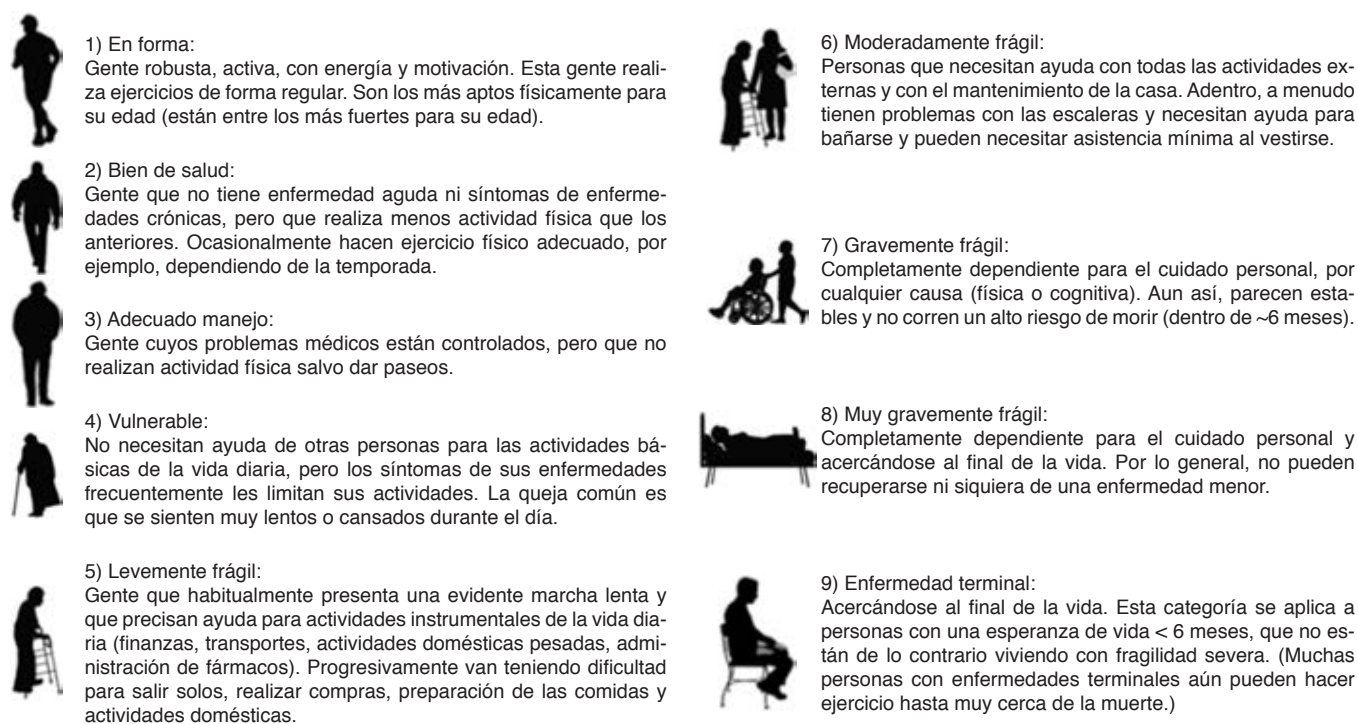 1) En forma:
Gente robusta, activa, con energía y motivación. Esta gente reali-
za ejercicios de forma regular. Son los más aptos físicamente para
su edad (están entre los más fuertes para su edad).
2) Bien de salud:
Gente que no tiene enfermedad aguda ni síntomas de enferme-
dades crónicas, pero que realiza menos actividad física que los
anteriores. Ocasionalmente hacen ejercicio físico adecuado, por
ejemplo, dependiendo de la temporada.
3) Adecuado manejo:
Gente cuyos problemas médicos están controlados, pero que no
realizan actividad física salvo dar paseos.
4) Vulnerable:
No necesitan ayuda de otras personas para las actividades bá-
sicas de la vida diaria, pero los síntomas de sus enfermedades
frecuentemente les limitan sus actividades. La queja común es
que se sienten muy lentos o cansados durante el día.
5) Levemente frágil:
Gente que habitualmente presenta una evidente marcha lenta y
que precisan ayuda para actividades instrumentales de la vida dia-
ria (finanzas, transportes, actividades domésticas pesadas, admi-
nistración de fármacos). Progresivamente van teniendo dificultad
para salir solos, realizar compras, preparación de las comidas y
actividades domésticas.
6) Moderadamente frágil:
Personas que necesitan ayuda con todas las actividades ex-
ternas y con el mantenimiento de la casa. Adentro, a menudo
tienen problemas con las escaleras y necesitan ayuda para
bañarse y pueden necesitar asistencia mínima al vestirse.
7) Gravemente frágil:
Completamente dependiente para el cuidado personal, por
cualquier causa (física o cognitiva). Aun así, parecen esta-
bles y no corren un alto riesgo de morir (dentro de ~6 meses).
8) Muy gravemente frágil:
Completamente dependiente para el cuidado personal y
acercándose al final de la vida. Por lo general, no pueden
recuperarse ni siquiera de una enfermedad menor.
9) Enfermedad terminal:
Acercándose al final de la vida. Esta categoría se aplica a
personas con una esperanza de vida < 6 meses, que no es-
tán de lo contrario viviendo con fragilidad severa. (Muchas
personas con enfermedades terminales aún pueden hacer
ejercicio hasta muy cerca de la muerte.)